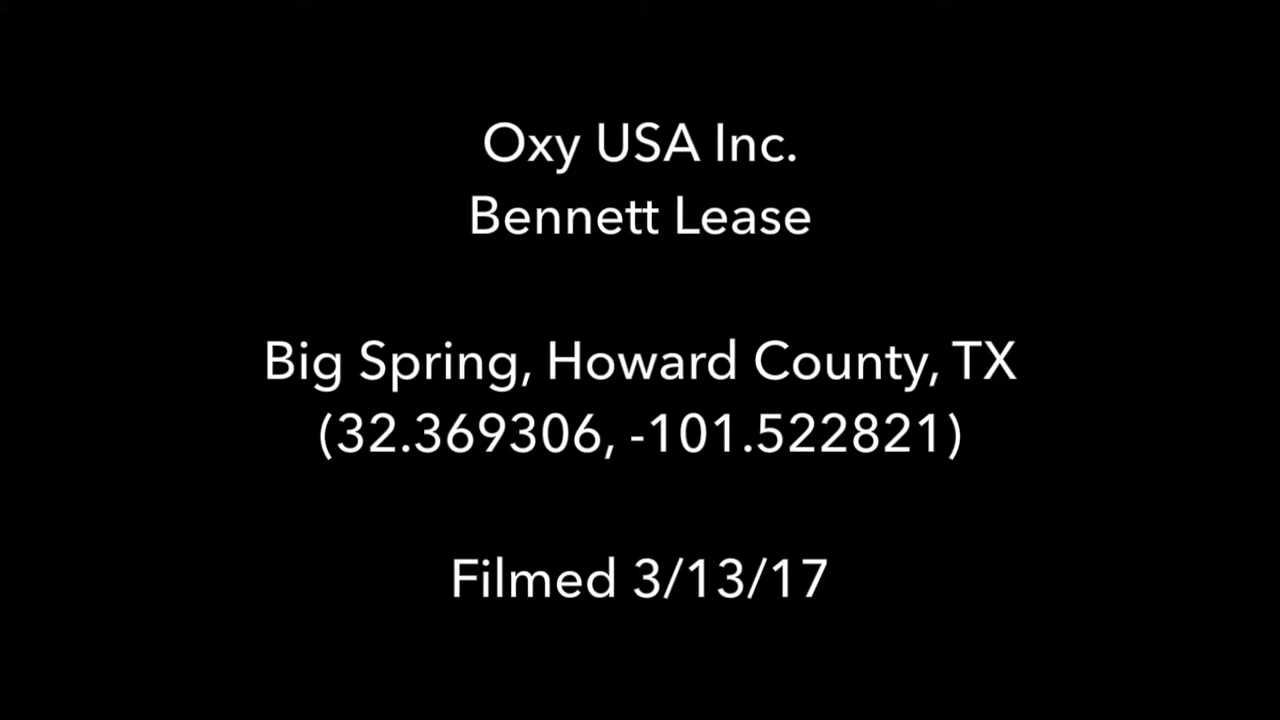 Oxy USA Inc.
Bennett Lease
Big Spring, Howard County, TX
(32.369306, -101.522821)
Filmed 3/13/17